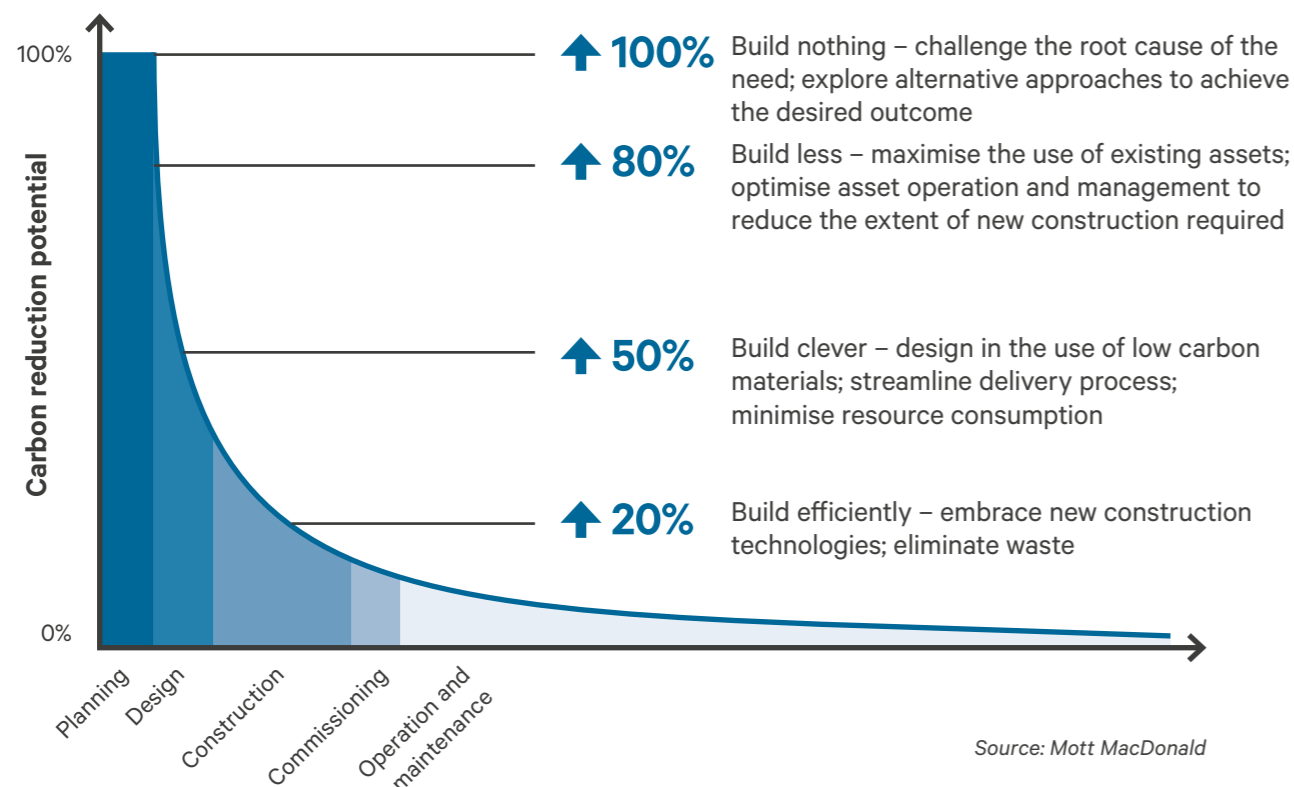 100%
100%
Build nothing – challenge the root cause of the
need; explore alternative approaches to achieve
the desired outcome
80%
Build less – maximise the use of existing assets;
optimise asset operation and management to
reduce the extent of new construction required
Carbon reduction potential
50%
Build clever – design in the use of low carbon
materials; streamline delivery process;
minimise resource consumption
20%
Build efficiently – embrace new construction
technologies; eliminate waste
0%
Planning
Design
Construction
Commissioning
Operation and
maintenance
Source: Mott MacDonald